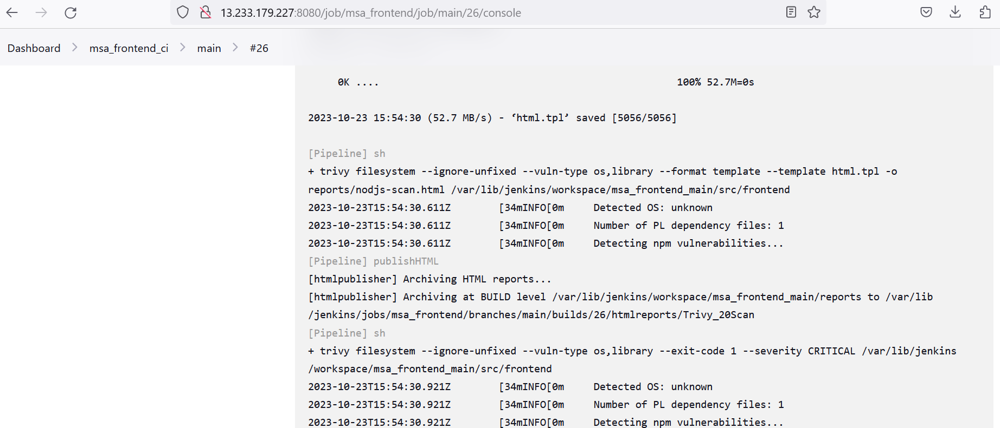 13.233.179.227:8080/job/msa_frontend/job/main/26/console
Dashboard > msa_frontend_ci > main > #26
0K .... 100% 52.7M=0s
2023-10-23 15:54:30 (52.7 MB/s) - ‘html.tpl’ saved [5056/5056]
[Pipeline] sh
+ trivy filesystem --ignore-unfixed --vuln-type os,library --format template --template html.tpl -o
reports/nodjs-scan.html /var/lib/jenkins/workspace/msa_frontend_main/src/frontend
2023-10-23T15:54:30.611Z [34mINFO[0m Detected OS: unknown
2023-10-23T15:54:30.611Z [34mINFO[0m Number of PL dependency files: 1
2023-10-23T15:54:30.611Z [34mINFO[0m Detecting npm vulnerabilities...
[Pipeline] publishHTML
[htmlpublisher] Archiving HTML reports...
[htmlpublisher] Archiving at BUILD level /var/lib/jenkins/workspace/msa_frontend_main/reports to /var/lib
/jenkins/jobs/msa_frontend/branches/main/builds/26/htmlreports/Trivy_20Scan
[Pipeline] sh
+ trivy filesystem --ignore-unfixed --vuln-type os,library --exit-code 1 --severity CRITICAL /var/lib/jenkins
/workspace/msa_frontend_main/src/frontend
2023-10-23T15:54:30.921Z [34mINFO[0m Detected OS: unknown
2023-10-23T15:54:30.921Z [34mINFO[0m Number of PL dependency files: 1
2023-10-23T15:54:30.921Z [34mINFO[0m Detecting npm vulnerabilities...